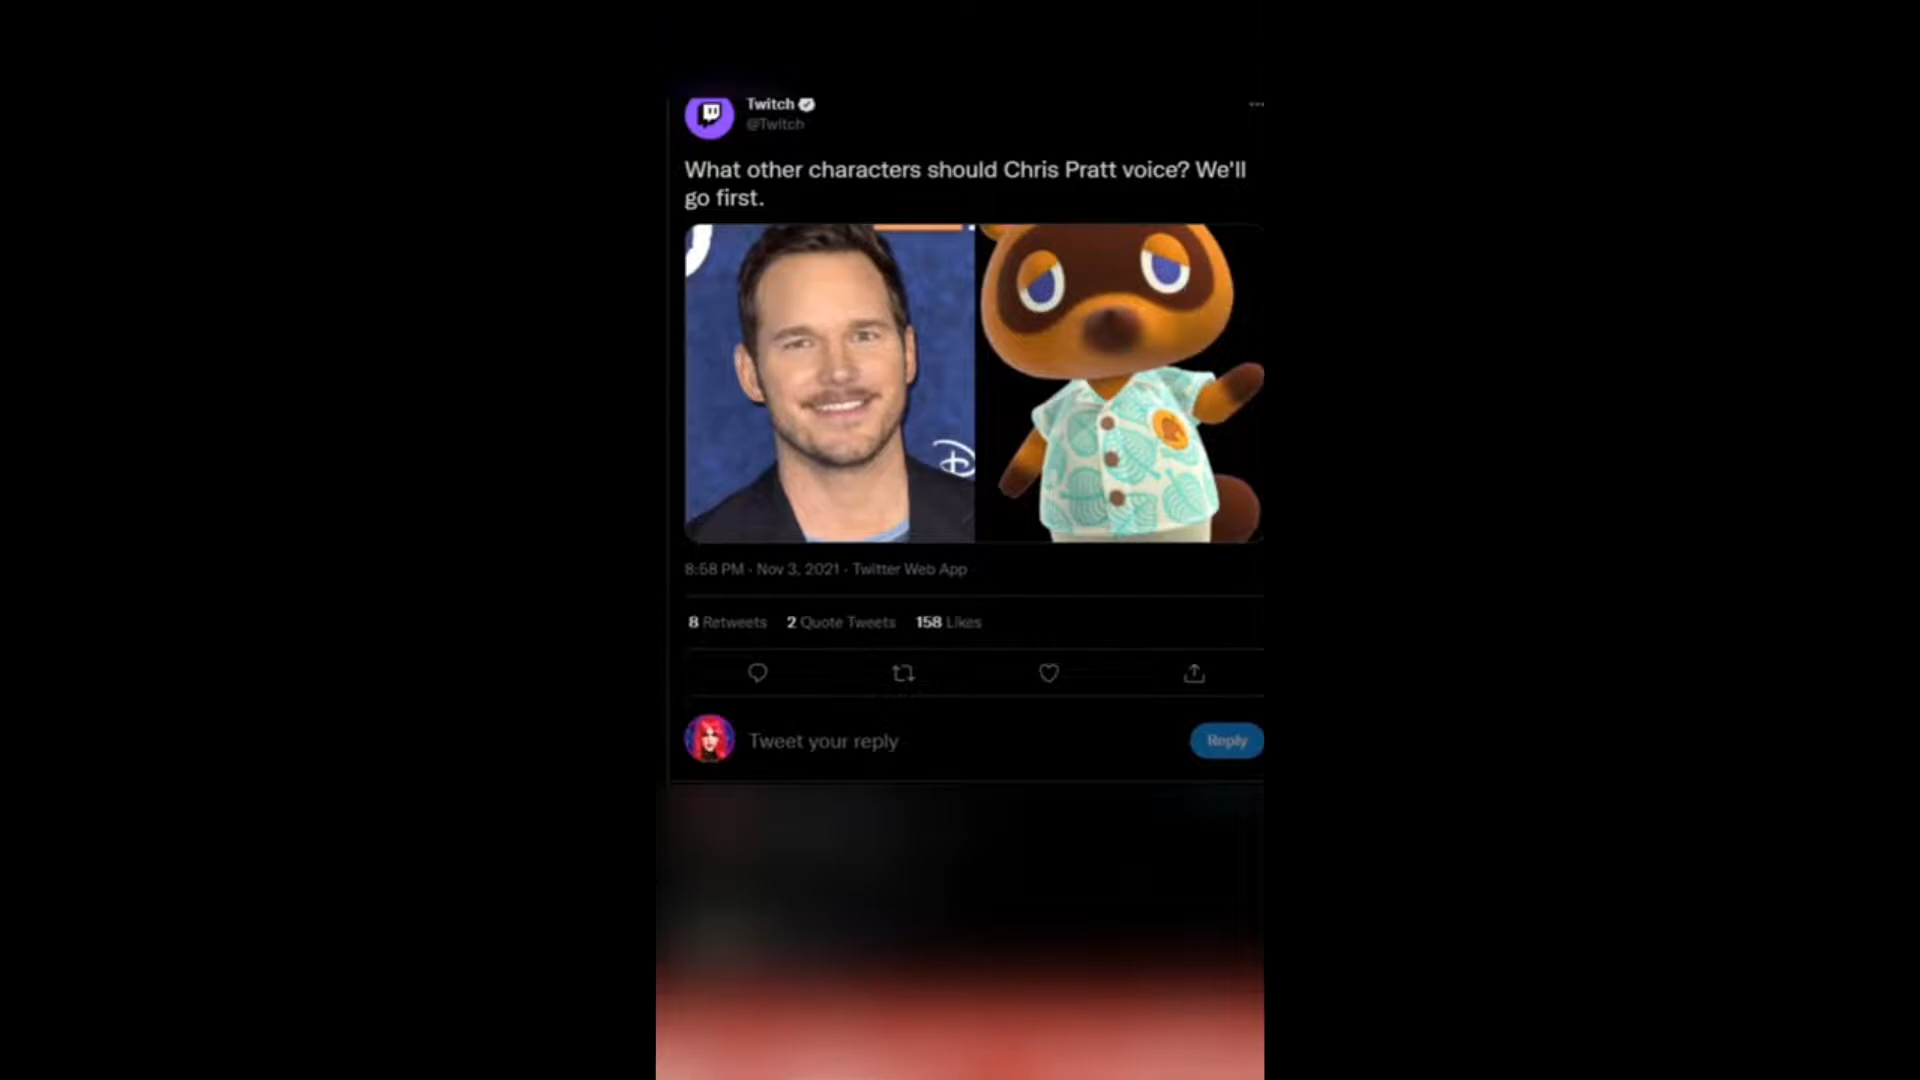 Twitch
@Twitch
What other characters should Chris Pratt voice? We'll
go first.
8:58 PM · Nov 3, 2021 · Twitter Web App
8 Retweets 2 Quote Tweets 158 Likes
Tweet your reply
Reply